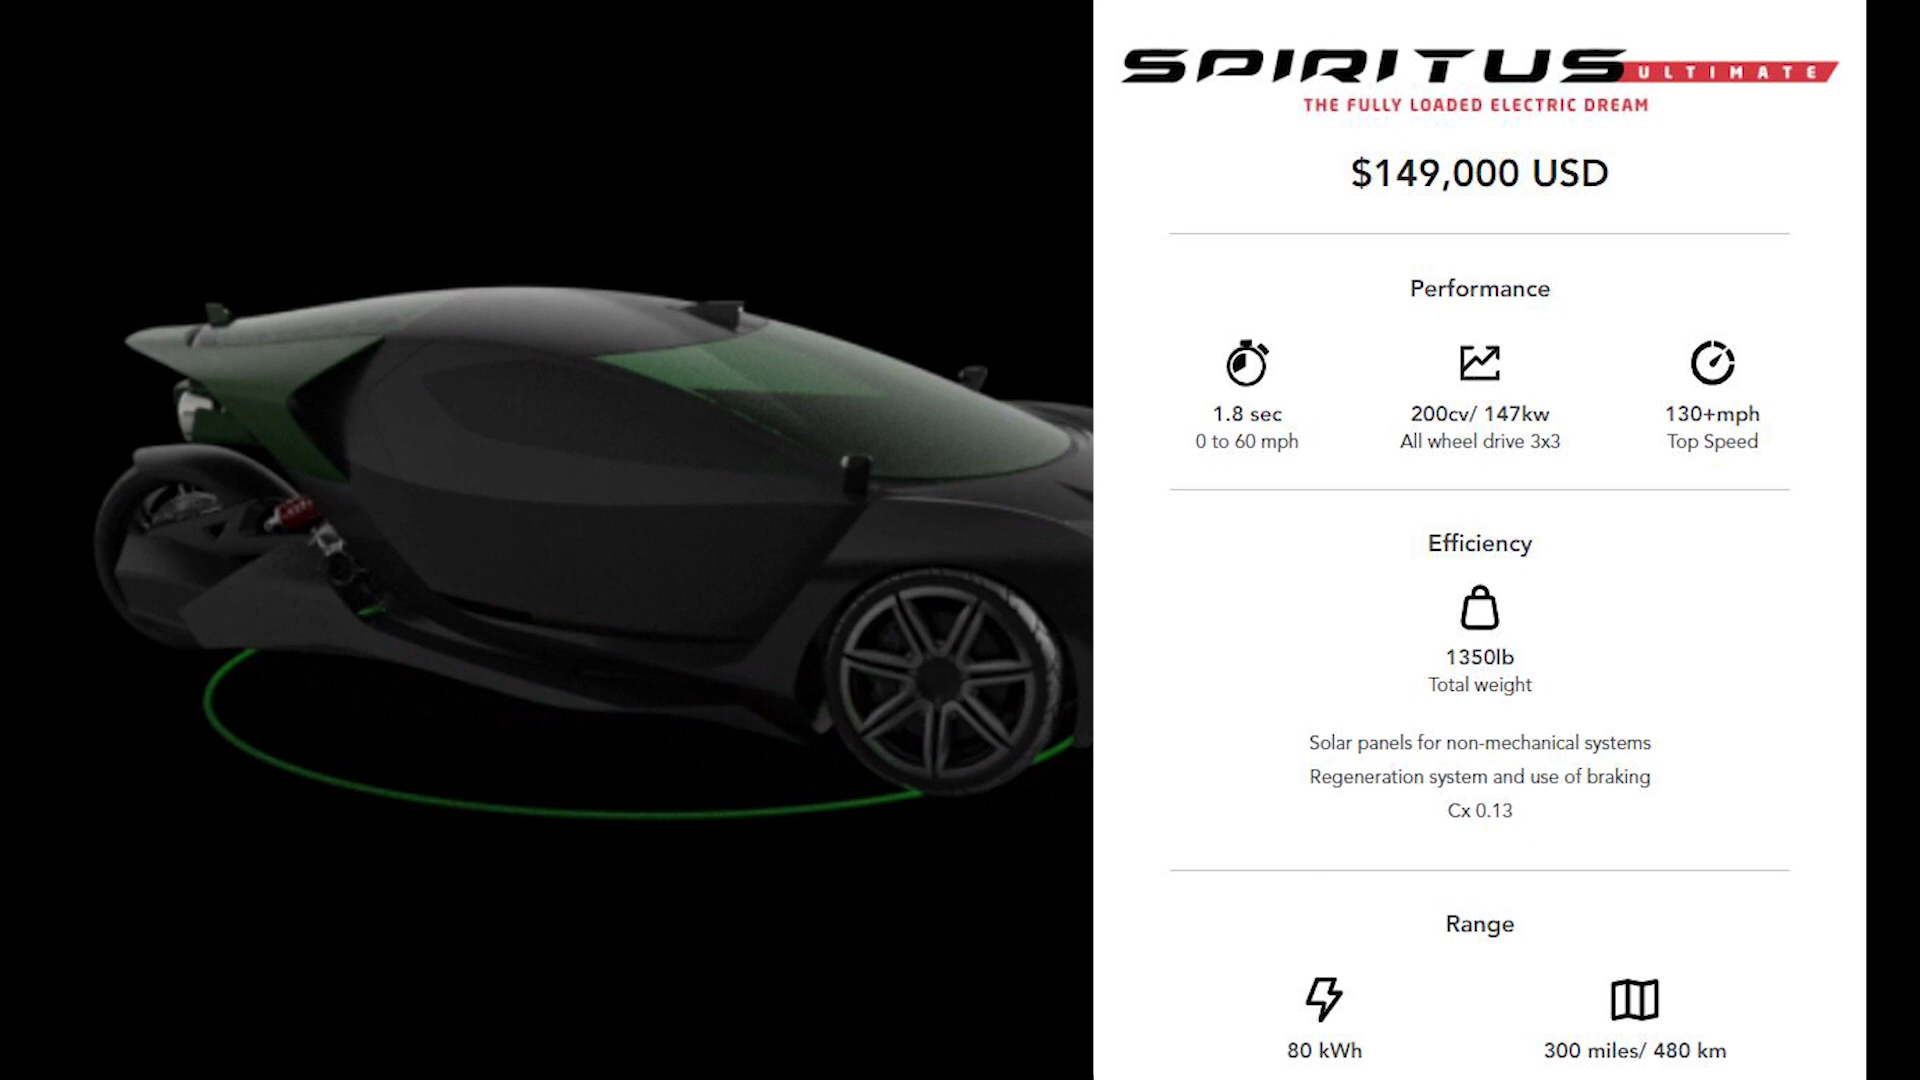 SPIRITUS ULTIMATE
THE FULLY LOADED ELECTRIC DREAM
$149,000 USD
Performance
1.8 sec
0 to 60 mph
200cv/ 147kw
All wheel drive 3x3
130+mph
Top Speed
Efficiency
1350lb
Total weight
Solar panels for non-mechanical systems
Regeneration system and use of braking
Cx 0.13
Range
80 kWh
300 miles/ 480 km